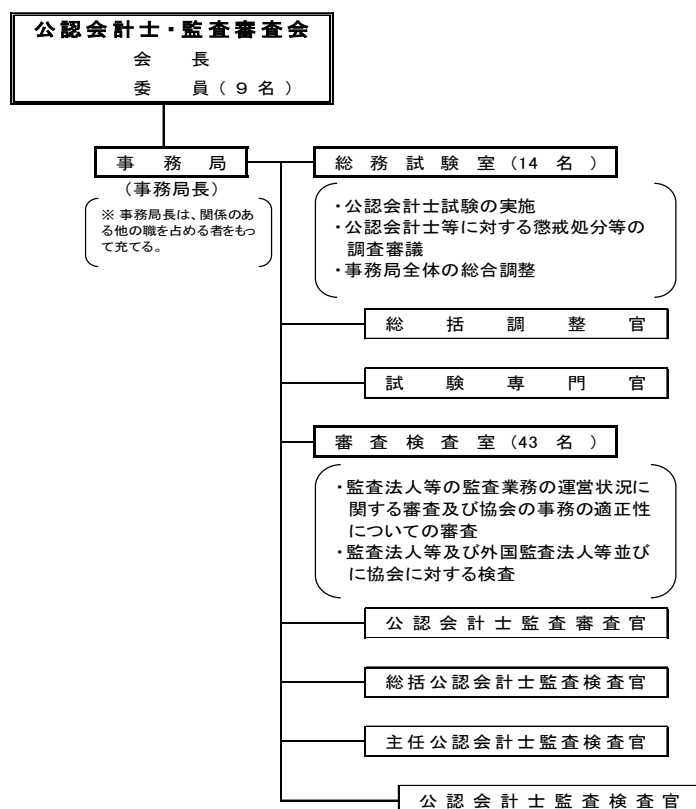 公認会計士・監査審査会
会長
委員(9名)
事務局
(事務局長)
※ 事務局長は、関係のあ
る他の職を占める者をもっ
て充てる。
総務試験室(14名)
・公認会計士試験の実施
・公認会計士等に対する懲戒処分等の
調査審議
・事務局全体の総合調整
総括調整官
試験専門官
審査検査室(43名)
・監査法人等の監査業務の運営状況に
関する審査及び協会の事務の適正性
についての審査
・監査法人等及び外国監査法人等並び
に協会に対する検査
公認会計士監査審査官
総括公認会計士監査検査官
主任公認会計士監査検査官
公認会計士監査検査官